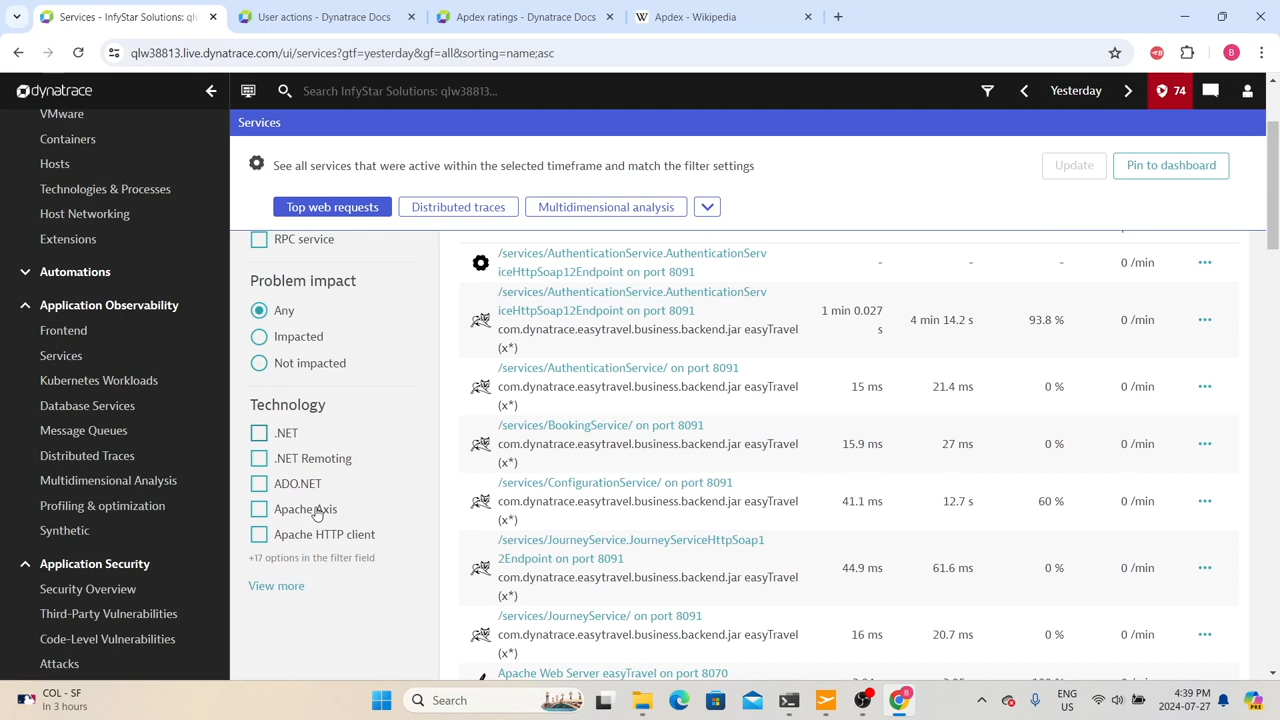 Services - InfyStar Solutions: ql
User actions - Dynatrace Docs
Apdex ratings - Dynatrace Docs
Apdex - Wikipedia
qlw38813.live.dynatrace.com/ui/services?gtf=yesterday&gf=all&sorting=name;asc
B
dynatrace
Search InfyStar Solutions: qlw38813...
Yesterday
74
VMware
Containers
Hosts
Technologies & Processes
Host Networking
Extensions
Automations
Application Observability
Frontend
Services
Kubernetes Workloads
Database Services
Message Queues
Distributed Traces
Multidimensional Analysis
Profiling & optimization
Synthetic
Application Security
Security Overview
Third-Party Vulnerabilities
Code-Level Vulnerabilities
Attacks
Services
See all services that were active within the selected timeframe and match the filter settings
Update
Pin to dashboard
Top web requests
Distributed traces
Multidimensional analysis
RPC service
Problem impact
Any
Impacted
Not impacted
Technology
.NET
.NET Remoting
ADO.NET
Apache Axis
Apache HTTP client
+17 options in the filter field
View more
/services/AuthenticationService.AuthenticationServ
iceHttpSoap12Endpoint on port 8091
- - - 0 /min
/services/AuthenticationService.AuthenticationServ
iceHttpSoap12Endpoint on port 8091
com.dynatrace.easytravel.business.backend.jar easyTravel
(x*)
1 min 0.027
s
4 min 14.2 s 93.8 % 0 /min
/services/AuthenticationService/ on port 8091
com.dynatrace.easytravel.business.backend.jar easyTravel
(x*)
15 ms 21.4 ms 0 % 0 /min
/services/BookingService/ on port 8091
com.dynatrace.easytravel.business.backend.jar easyTravel
(x*)
15.9 ms 27 ms 0 % 0 /min
/services/ConfigurationService/ on port 8091
com.dynatrace.easytravel.business.backend.jar easyTravel
(x*)
41.1 ms 12.7 s 60 % 0 /min
/services/JourneyService.JourneyServiceHttpSoap1
2Endpoint on port 8091
com.dynatrace.easytravel.business.backend.jar easyTravel
(x*)
44.9 ms 61.6 ms 0 % 0 /min
/services/JourneyService/ on port 8091
com.dynatrace.easytravel.business.backend.jar easyTravel
(x*)
16 ms 20.7 ms 0 % 0 /min
Apache Web Server easyTravel on port 8070
COL - SF
In 3 hours
Search
ENG
US
4:39 PM
2024-07-27
PRE